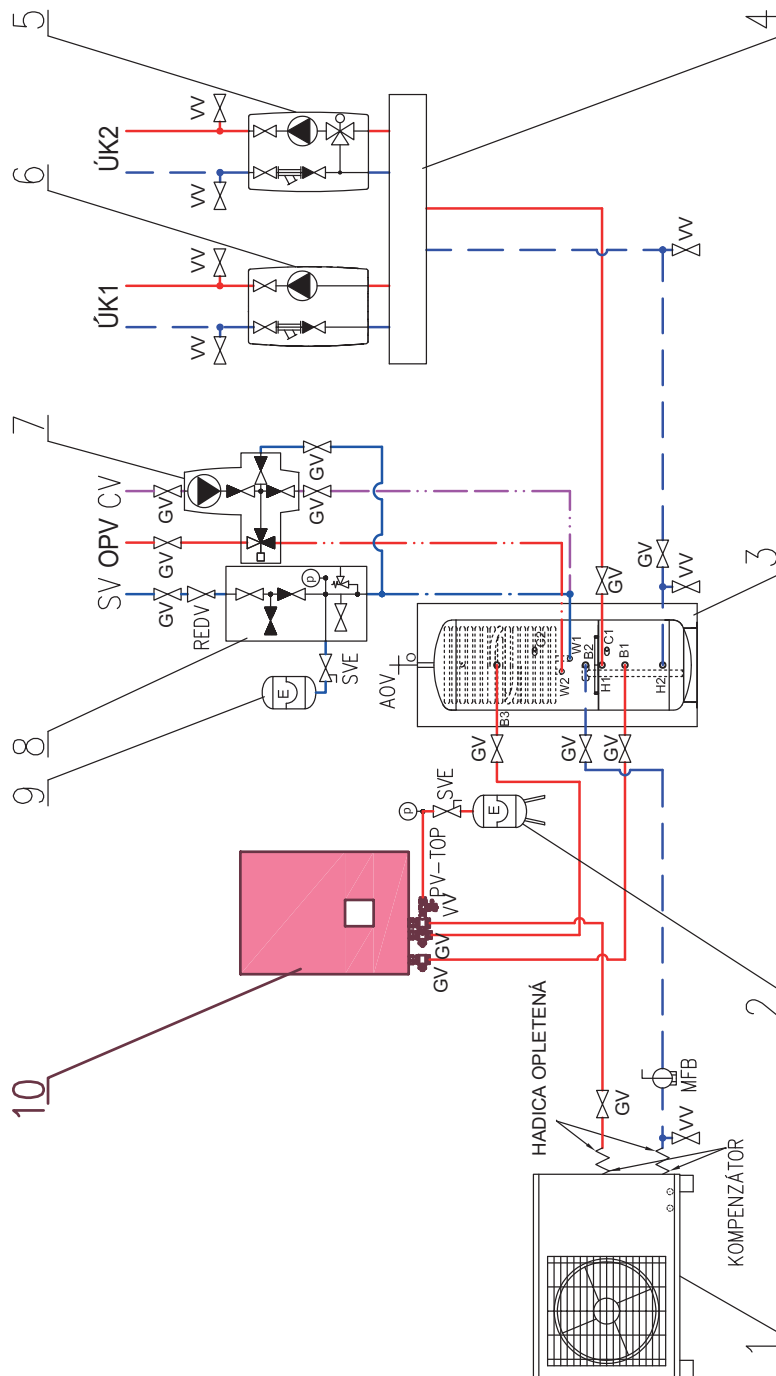 10
9
8
7
6
5
SV
OPV
CV
ÚK1
ÚK2
GV
GV
GV
REDV
GV
GV
VV
VV
VV
VV
p
E
SVE
AOV
p
SVE
PV-TOP
VV
GV
GV
E
B3
GV
GV
GV
C2
W2
W1
B2
H1
C1
B1
H2
GV
GV
VV
VV
HADICA OPLETENÁ
GV
MFB
VV
KOMPENZÁTOR
1
2
3
4